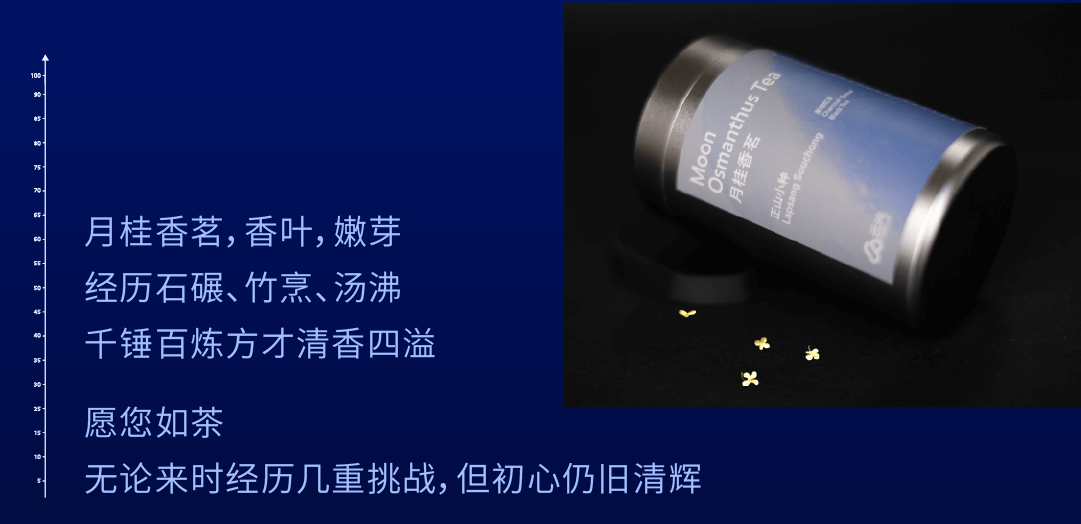 100
90
85
80
75
70
65
60
55
50
45
40
35
30
25
15
10
5
月桂香茗，香叶，嫩芽
经历石碾、竹烹、汤沸
千锤百炼方才清香四溢
愿您如茶
无论来时经历几重挑战，但初心仍旧清辉
Moon
Osmanthus Tea
月桂香茗
正山小种
Lapsang Souchong
Black Tea